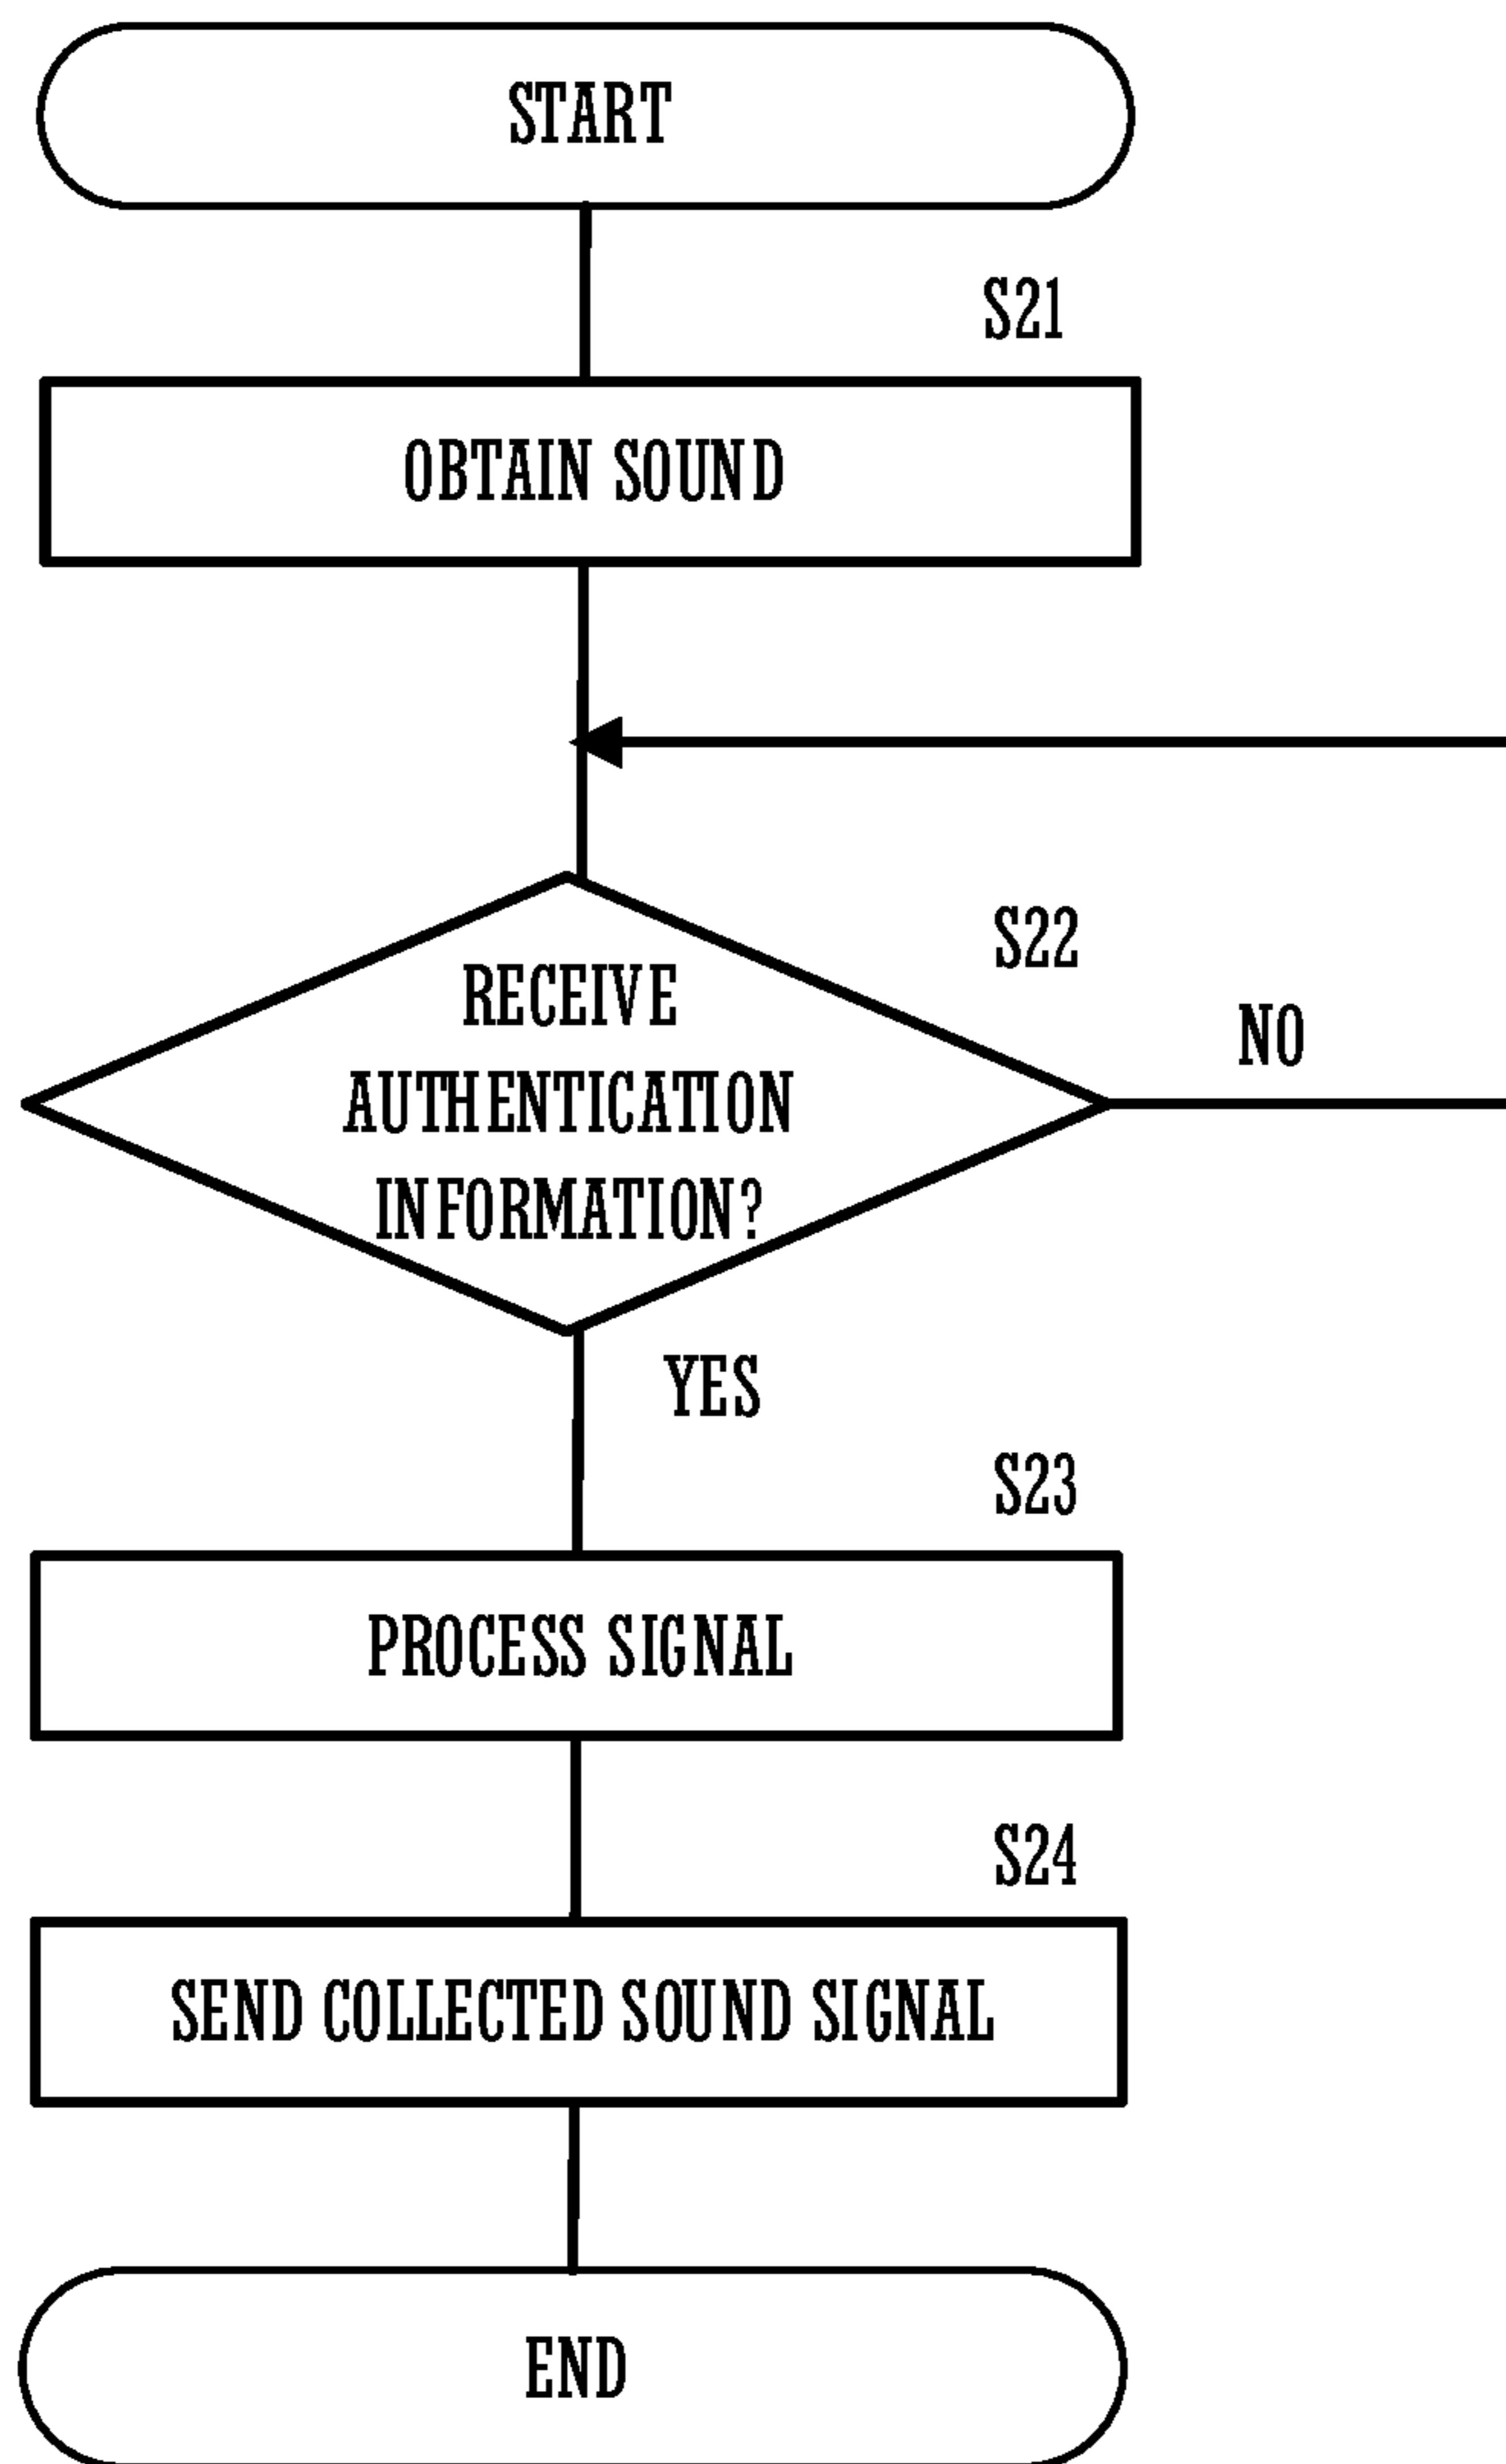 START
S21
OBTAIN SOUND
S22
RECEIVE
NO
AUTHENTICATION
INFORMATION?
YES
S23
PROCESS SIGNAL
S24
SEND COLLECTED SOUND SIGNAL
END